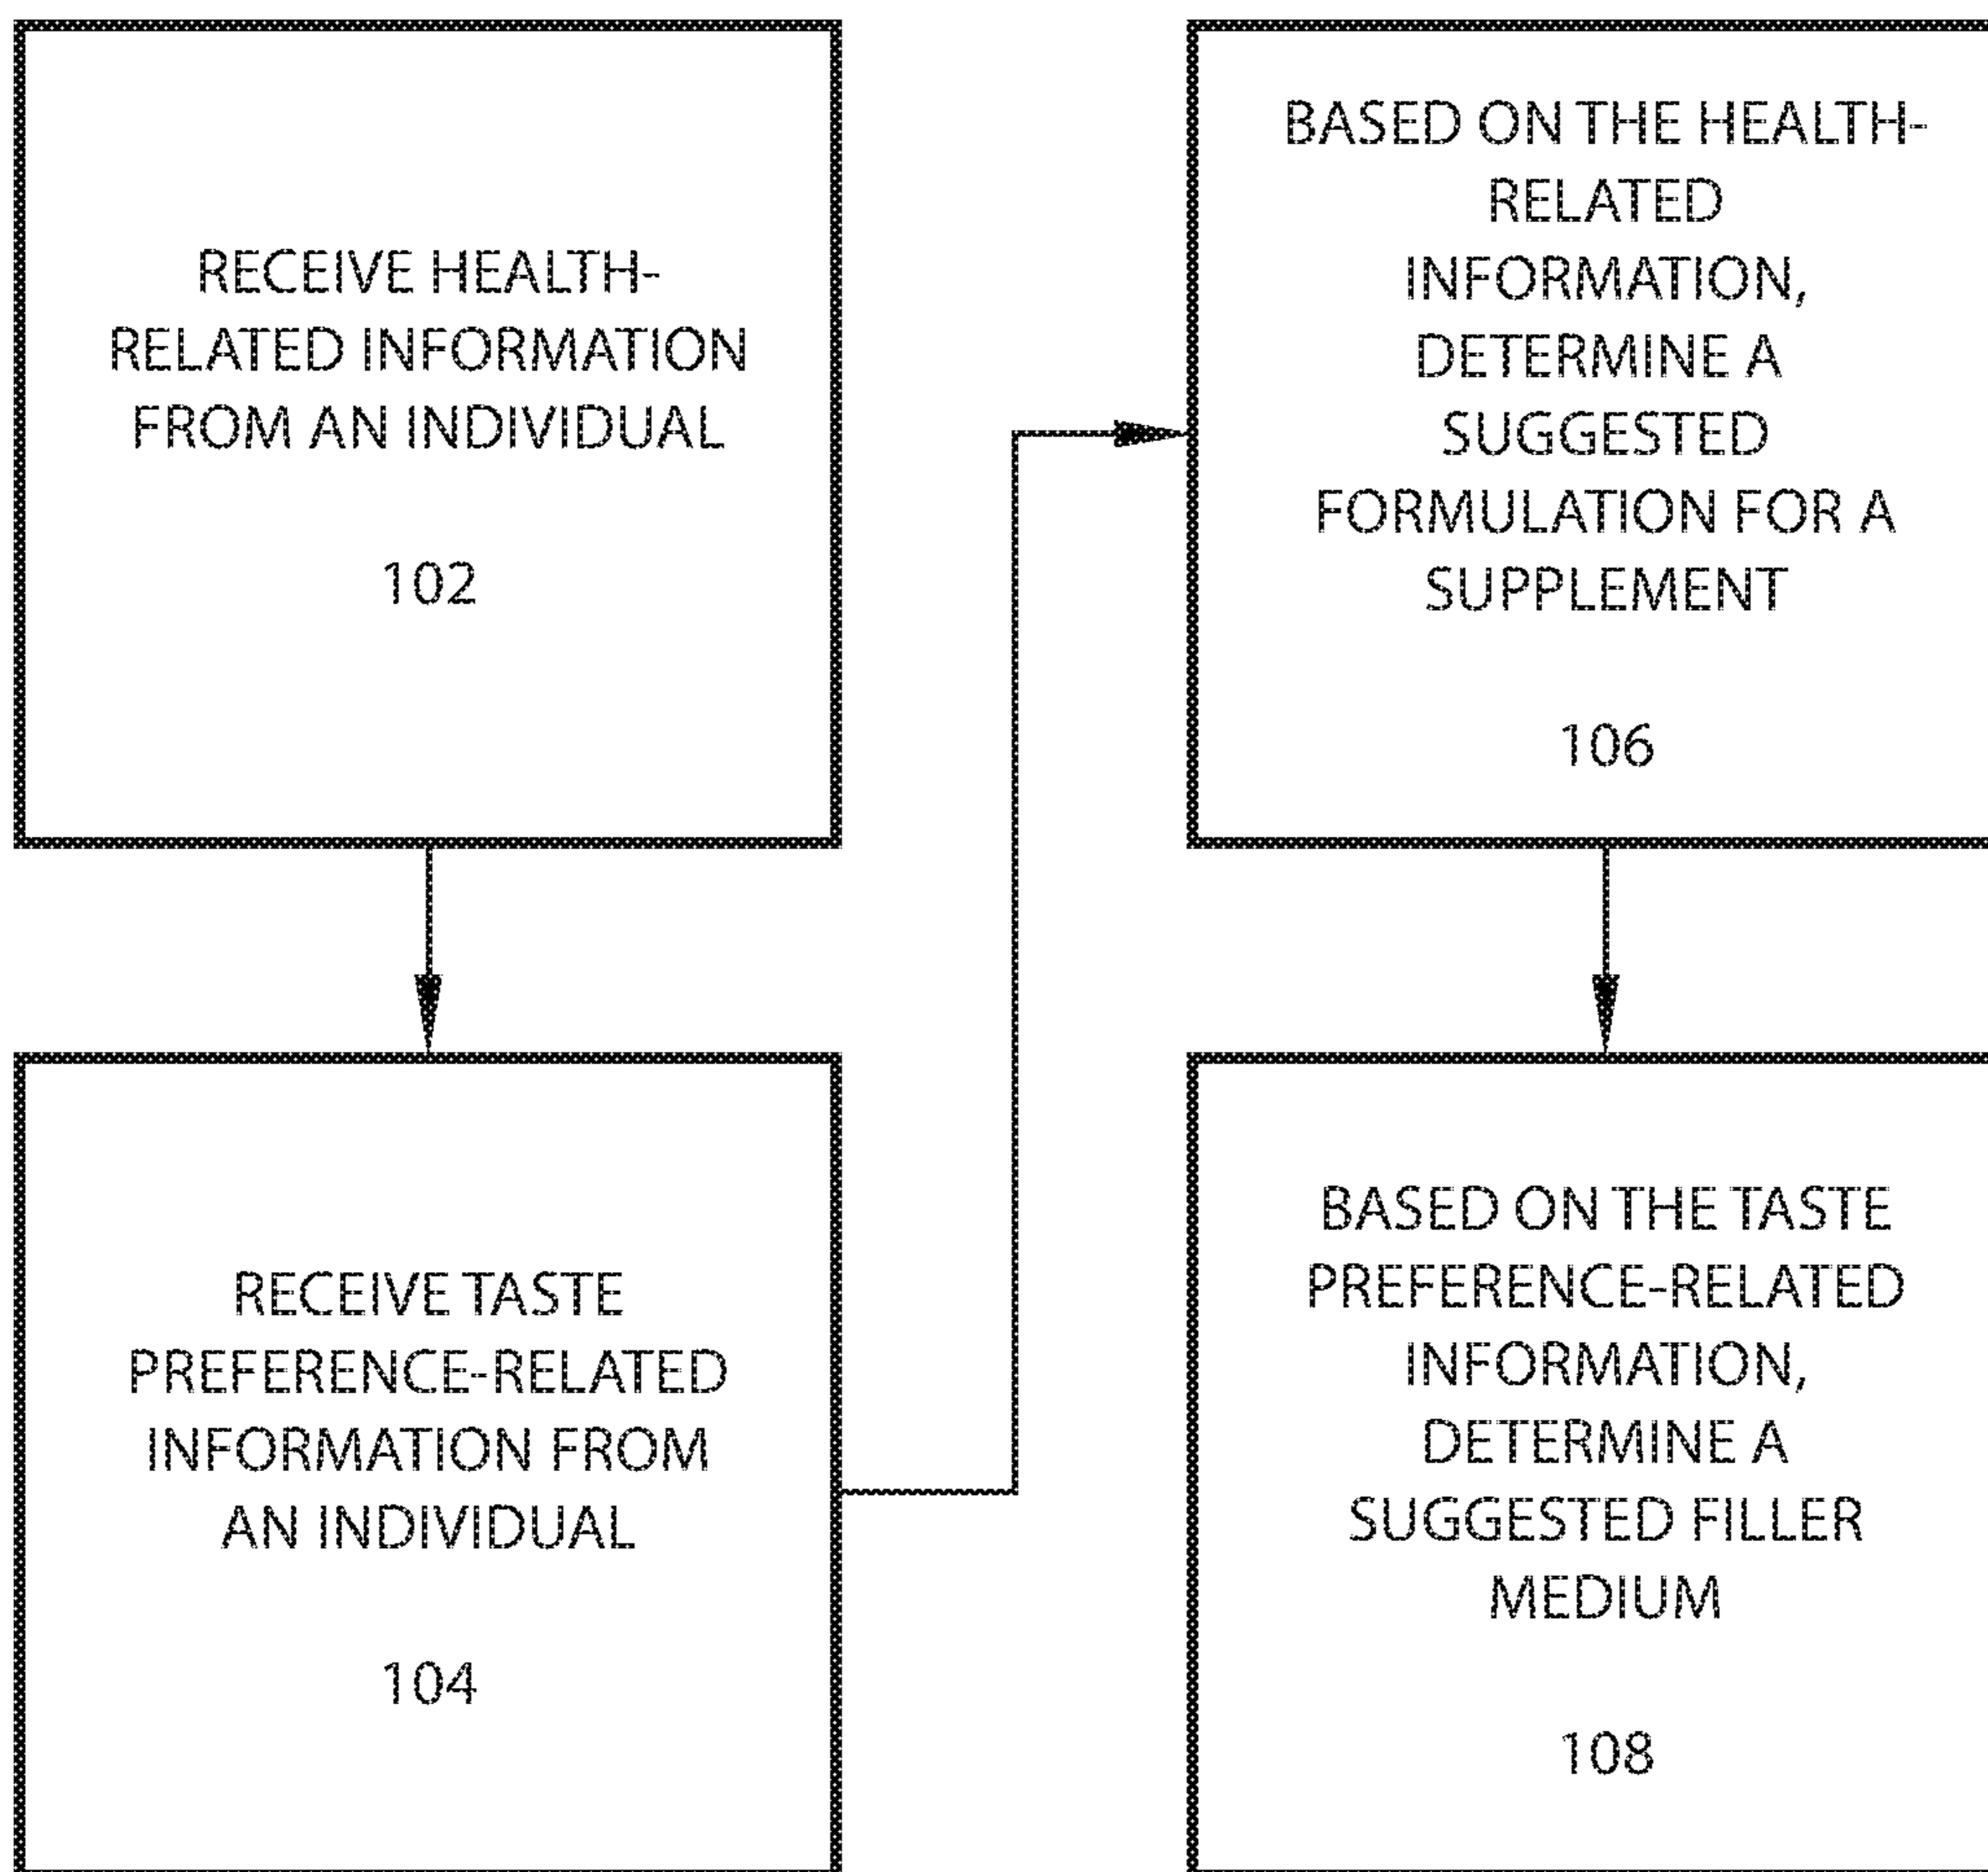 RECEIVE HEALTH-
RELATED INFORMATION
FROM AN INDIVIDUAL
102
RECEIVE TASTE
PREFERENCE-RELATED
INFORMATION FROM
AN INDIVIDUAL
104
BASED ON THE HEALTH-
RELATED
INFORMATION,
DETERMINE A
SUGGESTED
FORMULATION FOR A
SUPPLEMENT
106
BASED ON THE TASTE
PREFERENCE-RELATED
INFORMATION,
DETERMINE A
SUGGESTED FILLER
MEDIUM
108